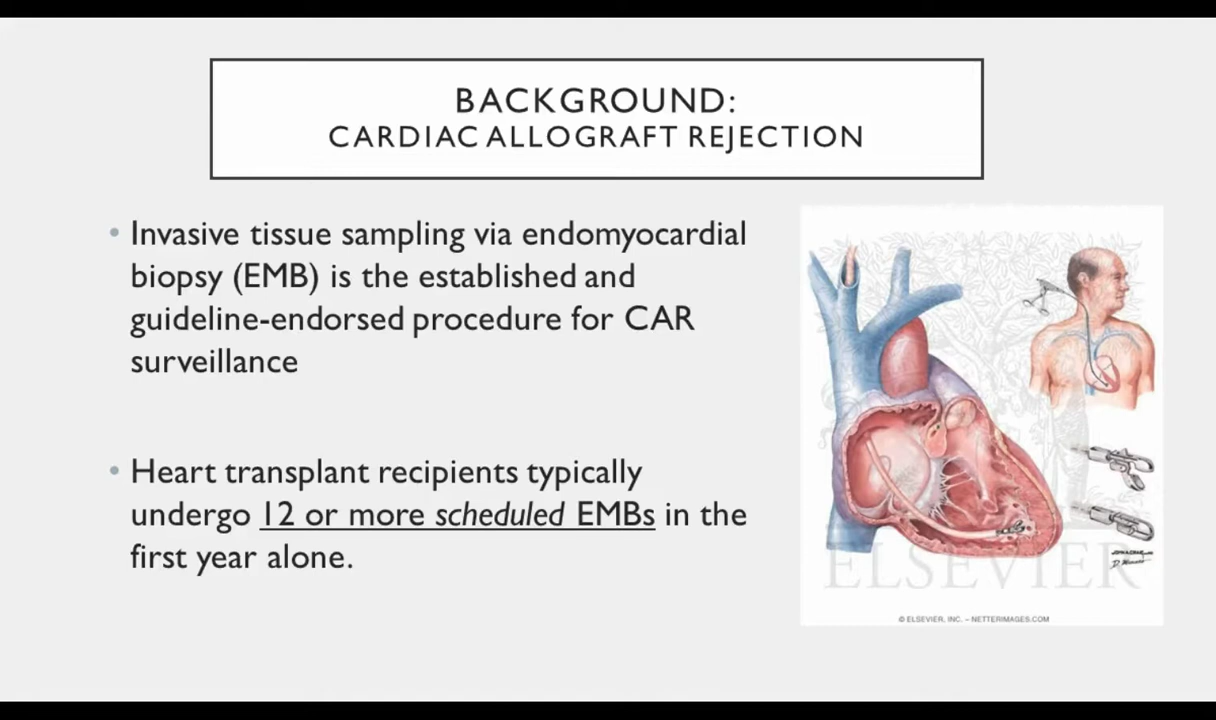 BACKGROUND:
CARDIAC ALLOGRAFT REJECTION
• Invasive tissue sampling via endomyocardial
biopsy (EMB) is the established and
guideline-endorsed procedure for CAR
surveillance
• Heart transplant recipients typically
undergo 12 or more scheduled EMBs in the
first year alone.
ELSEVIER
© ELSEVIER, INC. – NETTERIMAGES.COM